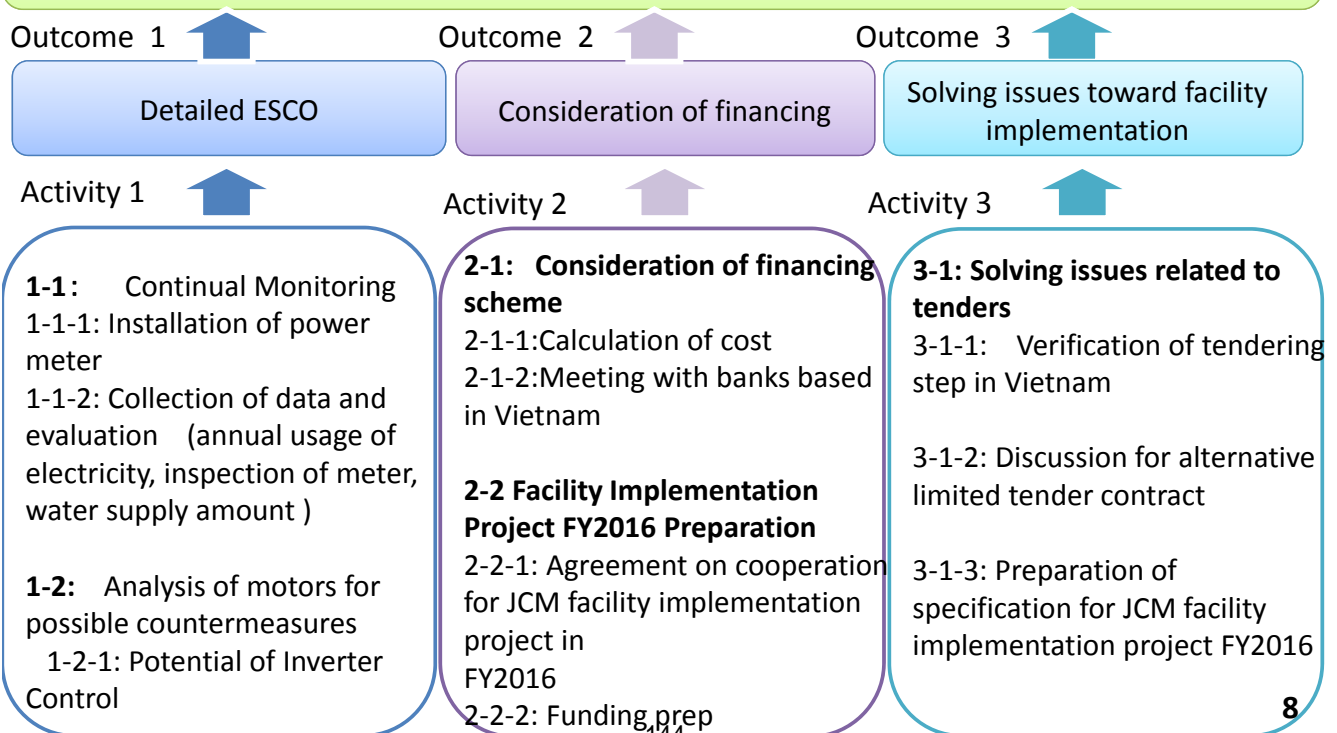 Outcome 1
Outcome 2
Outcome 3
Detailed ESCO
Consideration of financing
Solving issues toward facility
implementation
Activity 1
Activity 2
Activity 3
1-1: Continual Monitoring
1-1-1: Installation of power
meter
1-1-2: Collection of data and
evaluation (annual usage of
electricity, inspection of meter,
water supply amount )
1-2: Analysis of motors for
possible countermeasures
1-2-1: Potential of Inverter
Control
2-1: Consideration of financing
scheme
2-1-1:Calculation of cost
2-1-2:Meeting with banks based
in Vietnam
2-2 Facility Implementation
Project FY2016 Preparation
2-2-1: Agreement on cooperation
for JCM facility implementation
project in
FY2016
2-2-2: Funding prep
3-1: Solving issues related to
tenders
3-1-1: Verification of tendering
step in Vietnam
3-1-2: Discussion for alternative
limited tender contract
3-1-3: Preparation of
specification for JCM facility
implementation project FY2016
8
144